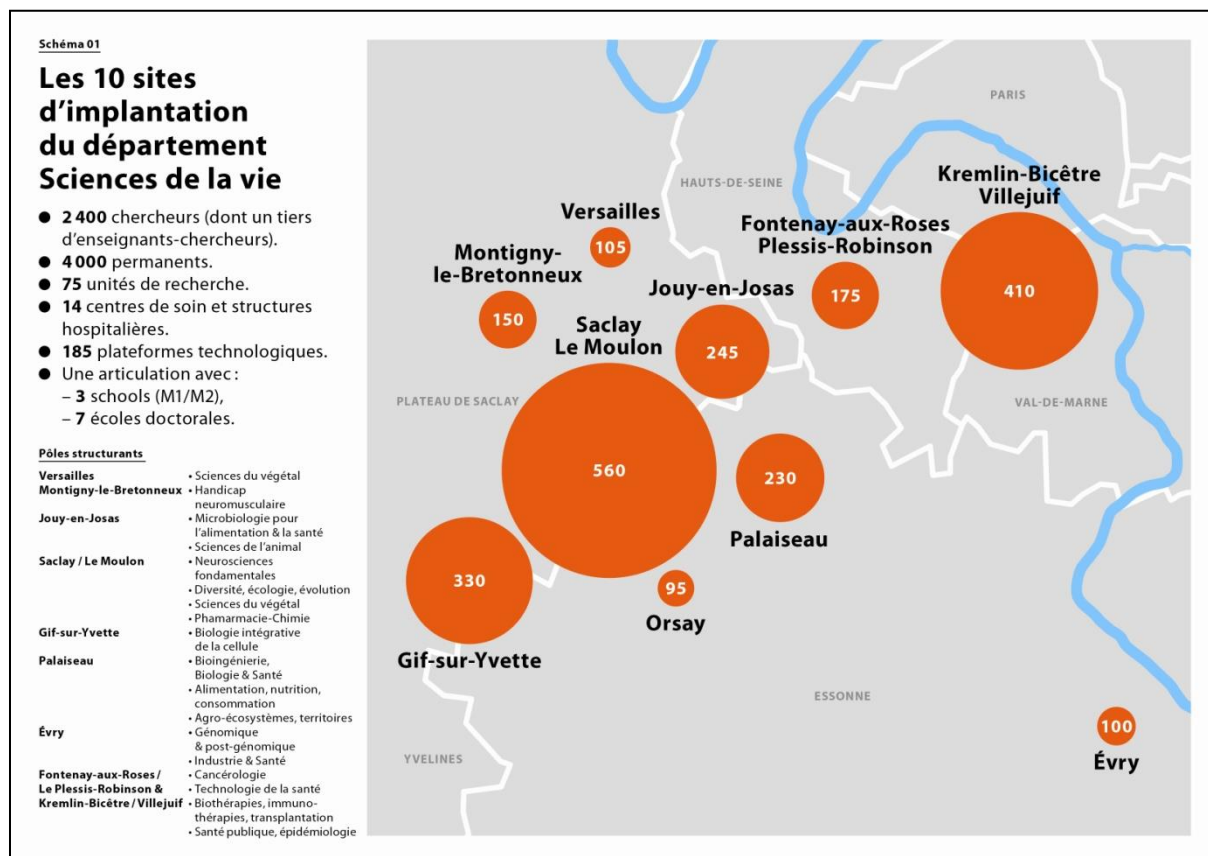 Schéma 01
Les 10 sites
d’implantation
du département
Sciences de la vie
● 2 400 chercheurs (dont un tiers
d’enseignants-chercheurs).
● 4 000 permanents.
● 75 unités de recherche.
● 14 centres de soin et structures
hospitalières.
● 185 plateformes technologiques.
● Une articulation avec :
– 3 schools (M1/M2),
– 7 écoles doctorales.
Pôles structurants
Versailles • Sciences du végétal
Montigny-le-Bretonneux • Handicap
neuromusculaire
Jouy-en-Josas • Microbiologie pour
l’alimentation & la santé
• Sciences de l’animal
Saclay / Le Moulon • Neurosciences
fondamentales
• Diversité, écologie, évolution
• Sciences du végétal
• Phamarmacie-Chimie
Gif-sur-Yvette • Biologie intégrative
de la cellule
Palaiseau • Bioingénierie,
Biologie & Santé
• Alimentation, nutrition,
consommation
• Agro-écosystèmes, territoires
Évry • Génomique
& post-génomique
• Industrie & Santé
Fontenay-aux-Roses / • Cancérologie
Le Plessis-Robinson & • Technologie de la santé
Kremlin-Bicêtre / Villejuif • Biothérapies, immuno-
thérapies, transplantation
• Santé publique, épidémiologie
PARIS
HAUTS-DE-SEINE
Kremlin-Bicêtre
Villejuif
410
Versailles
105
Fontenay-aux-Roses
Plessis-Robinson
175
Montigny-
le-Bretonneux
150
Jouy-en-Josas
245
Saclay
Le Moulon
560
PLATEAU DE SACLAY
VAL-DE-MARNE
230
Palaiseau
330
Gif-sur-Yvette
95
Orsay
ESSONNE
100
Évry
YVELINES